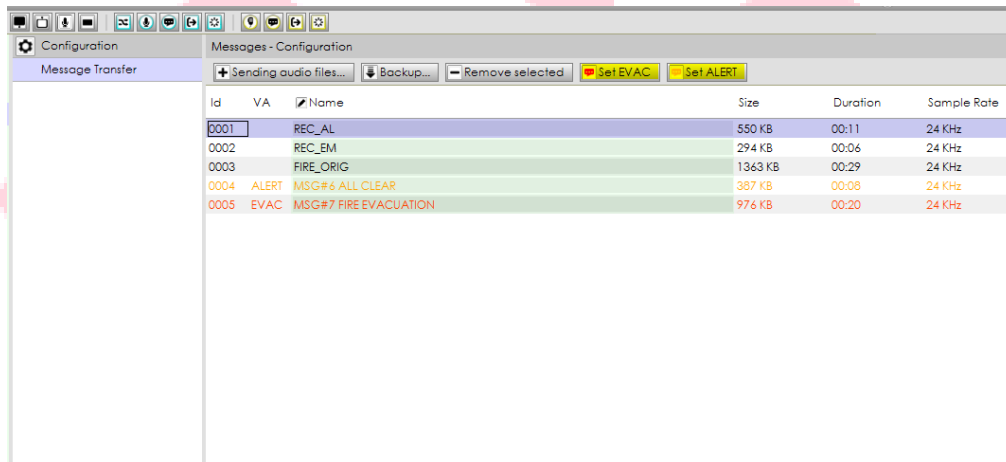 Configuration
Messages - Configuration
Message Transfer
Sending audio files... Backup... Remove selected Set EVAC Set ALERT
Id VA Name Size Duration Sample Rate
0001 REC_AL 550 KB 00:11 24 KHz
0002 REC_EM 294 KB 00:06 24 KHz
0003 FIRE_ORIG 1363 KB 00:29 24 KHz
0004 ALERT MSG#6 ALL CLEAR 387 KB 00:08 24 KHz
0005 EVAC MSG#7 FIRE EVACUATION 976 KB 00:20 24 KHz